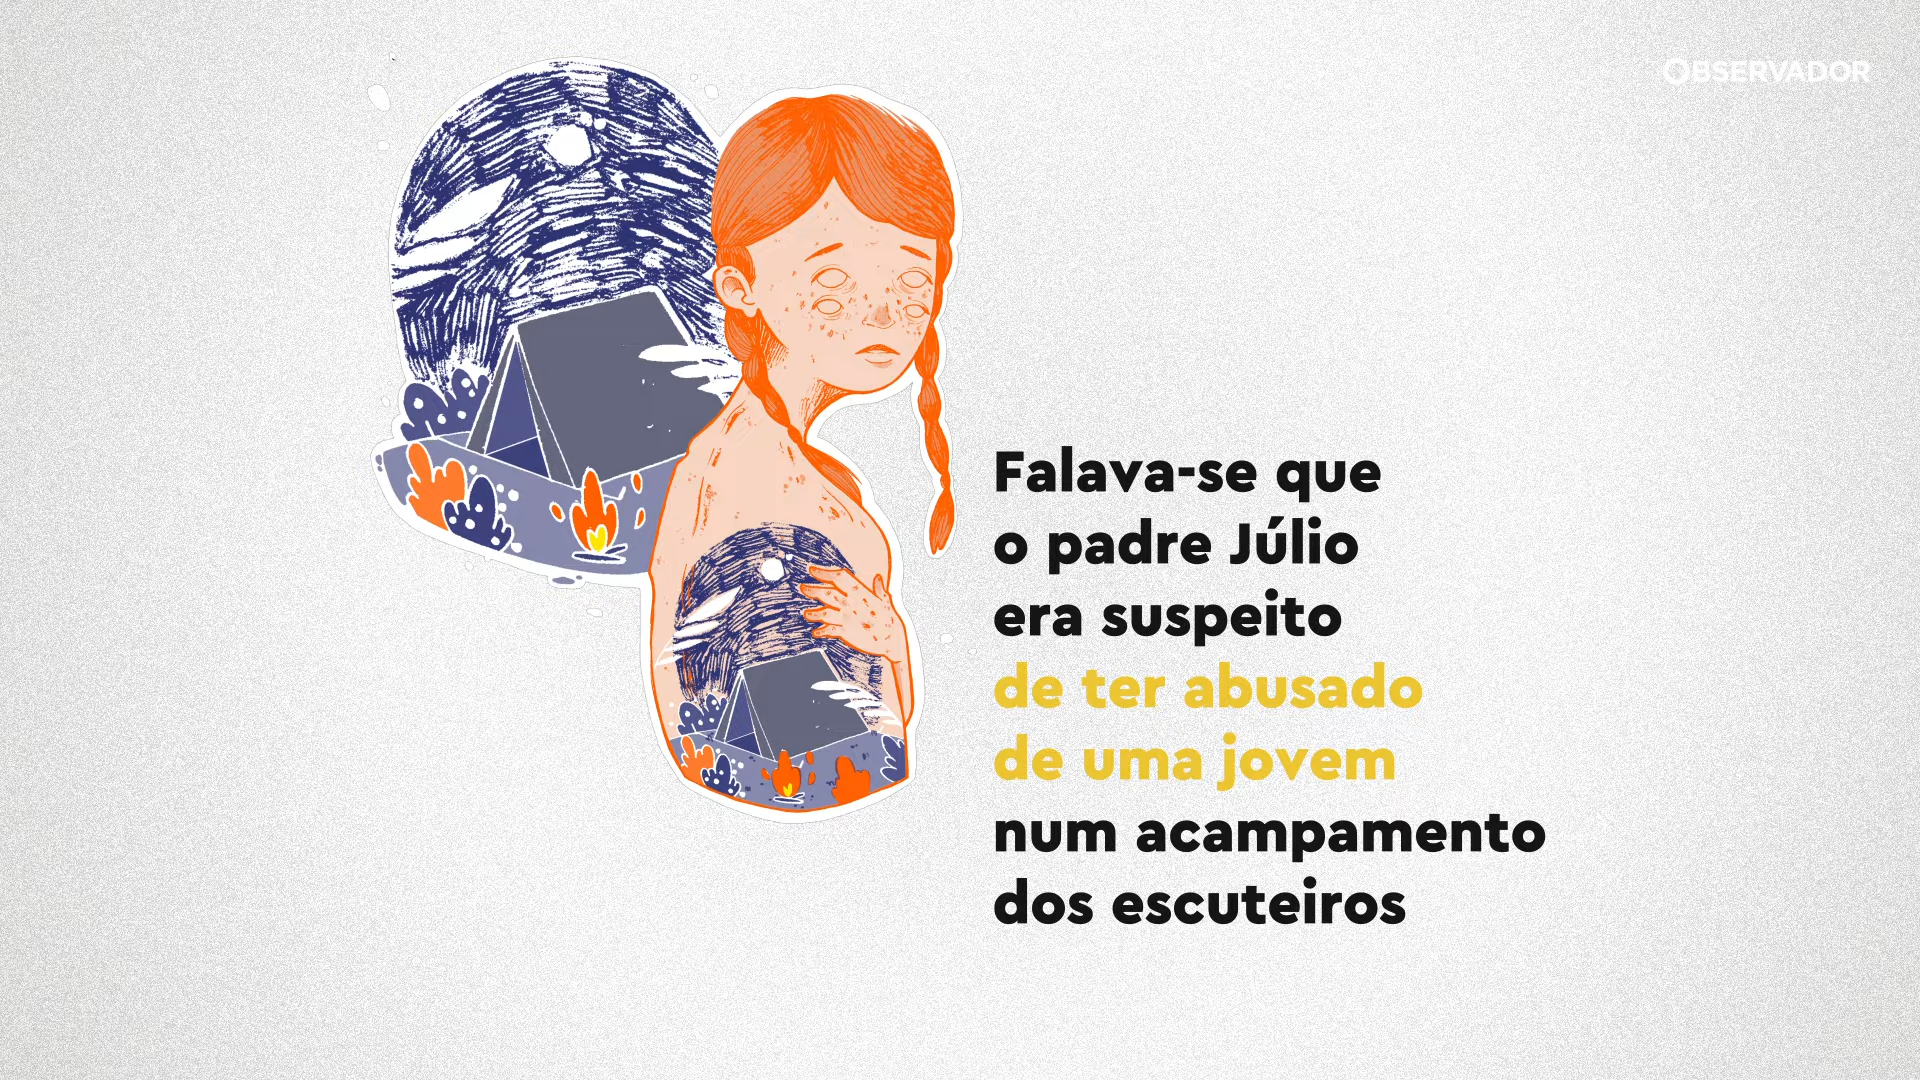 OBSERVADOR
Falava-se que
o padre Júlio
era suspeito
de ter abusado
de uma jovem
num acampamento
dos escuteiros